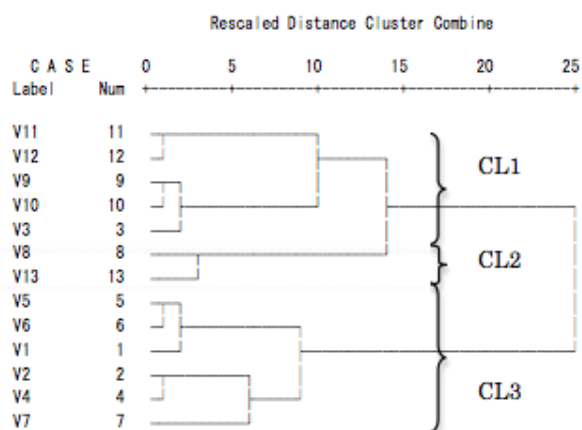 Rescaled Distance Cluster Combine
C A S E 0 5 10 15 20 25
Label Num
V11 11
V12 12
V9 9
V10 10
V3 3
V8 8
V13 13
V5 5
V6 6
V1 1
V2 2
V4 4
V7 7
CL1
CL2
CL3